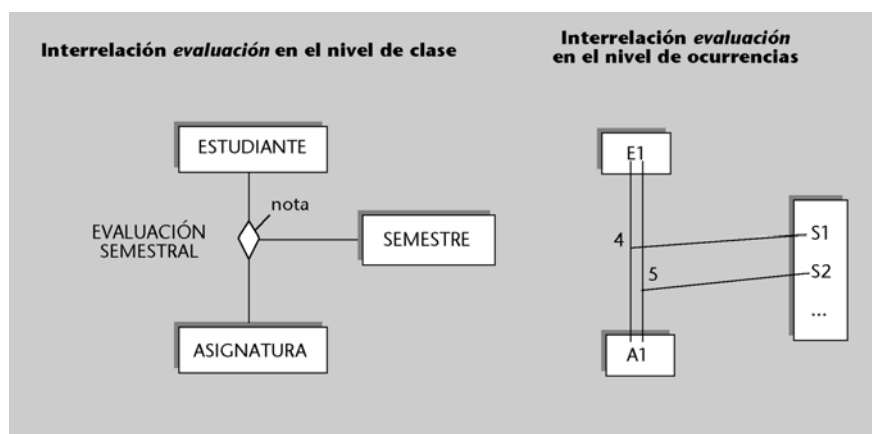 Interrelación evaluación en el nivel de clase
Interrelación evaluación
en el nivel de ocurrencias
ESTUDIANTE
nota
EVALUACIÓN
SEMESTRAL
SEMESTRE
ASIGNATURA
E1
4
S1
5
S2
...
A1